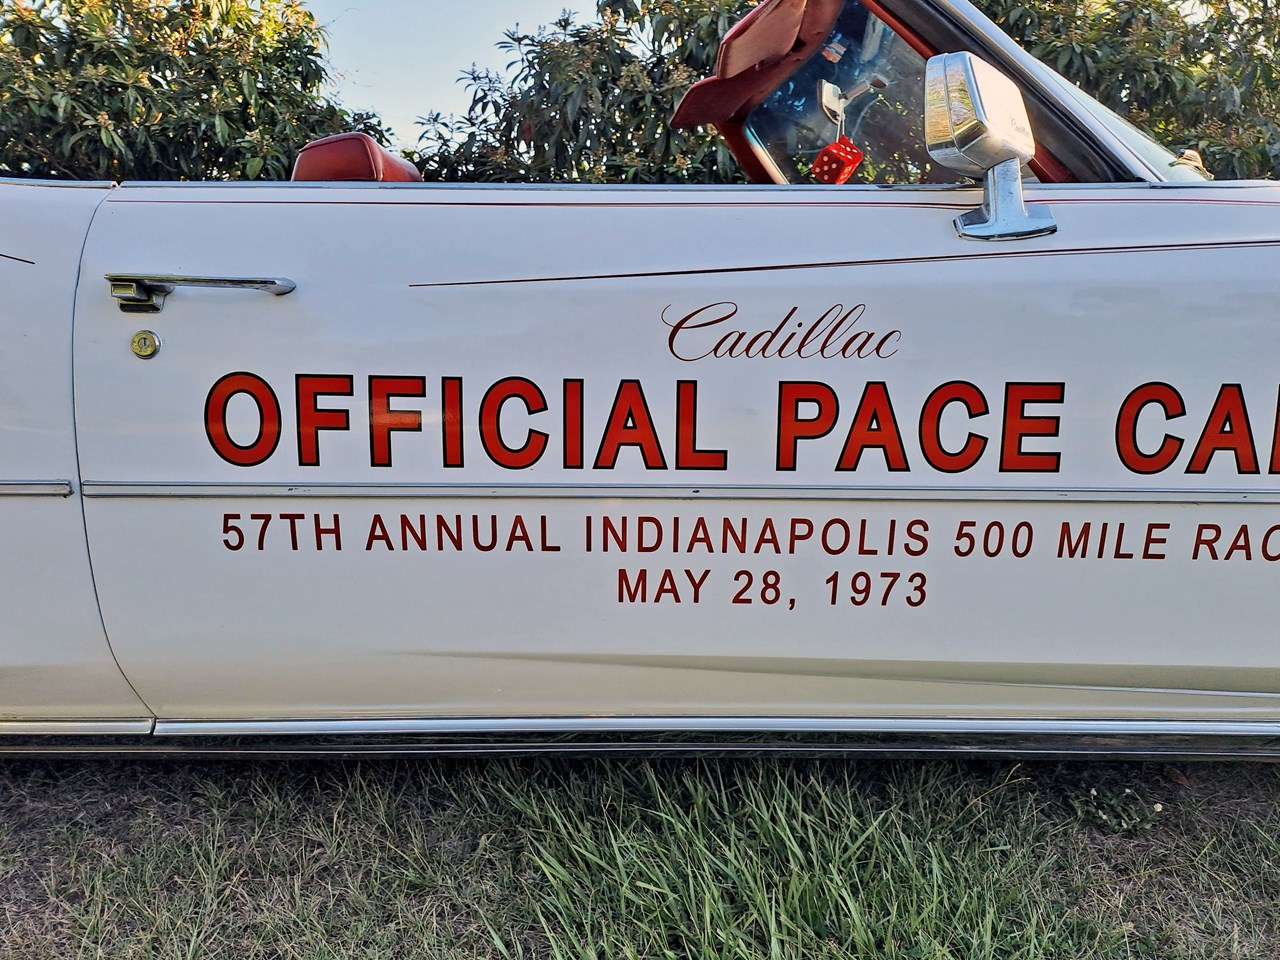 Cadillac
OFFICIAL PACE CA
57TH ANNUAL INDIANAPOLIS 500 MILE RAC
MAY 28, 1973